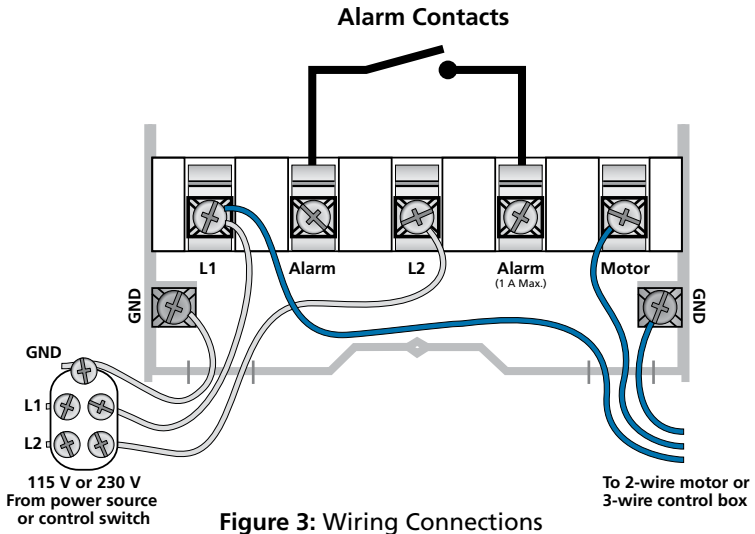 Alarm Contacts
L1
Alarm
L2
Alarm
(1 A Max.)
Motor
GND
GND
GND
L1
L2
115 V or 230 V
From power source
or control switch
To 2-wire motor or
3-wire control box
Figure 3: Wiring Connections